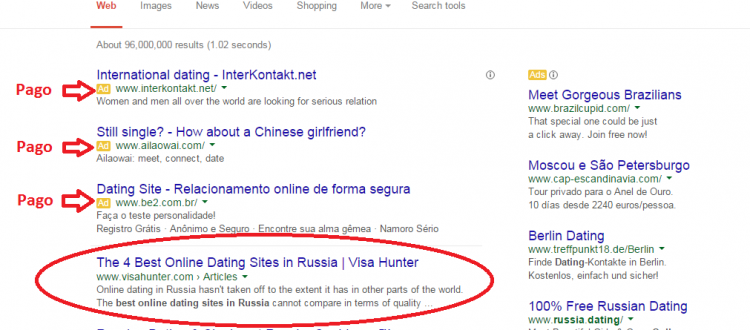 Web Images News Videos Shopping More Search tools
About 96,000,000 results (1.02 seconds)
International dating - InterKontakt.net
Pago
Ad www.interkontakt.net/
Women and men all over the world are looking for serious relation
Still single? - How about a Chinese girlfriend?
Pago
Ad www.ailaowai.com/
Ailaowai: meet, connect, date
Dating Site - Relacionamento online de forma segura
Pago
Ad www.be2.com.br/
Faça o teste personalidade!
Registro Grátis · Anônimo e Seguro · Encontre sua alma gêmea · Namoro Sério
The 4 Best Online Dating Sites in Russia | Visa Hunter
www.visahunter.com › Articles
Online dating in Russia hasn't taken off to the extent it has in other parts of the world.
The best online dating sites in Russia cannot compare in terms of quality ...
Ads
Meet Gorgeous Brazilians
www.brazilcupid.com/
That special one could be just
a click away. Join free now!
Moscou e São Petersburgo
www.cap-escandinavia.com/
Tour privado para o Anel de Ouro.
10 días desde 2240 euros/pessoa.
Berlin Dating
www.treffpunkt18.de/Berlin
Finde Dating-Kontakte in Berlin.
Kostenlos, einfach und sicher!
100% Free Russian Dating
www.russia.dating/